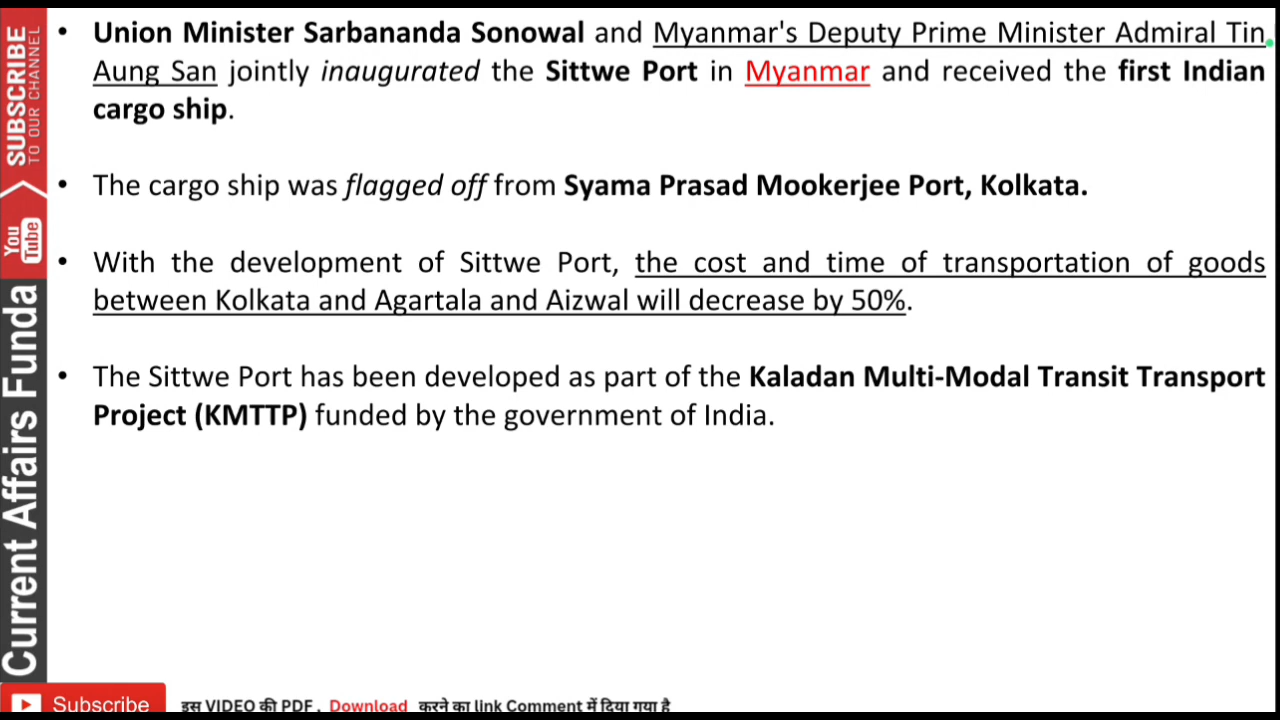 • Union Minister Sarbananda Sonowal and Myanmar's Deputy Prime Minister Admiral Tin
Aung San jointly inaugurated the Sittwe Port in Myanmar and received the first Indian
cargo ship.
• The cargo ship was flagged off from Syama Prasad Mookerjee Port, Kolkata.
• With the development of Sittwe Port, the cost and time of transportation of goods
between Kolkata and Agartala and Aizwal will decrease by 50%.
• The Sittwe Port has been developed as part of the Kaladan Multi-Modal Transit Transport
Project (KMTTP) funded by the government of India.
SUBSCRIBE
TO OUR CHANNEL
You
Tube
Current Affairs Funda
Subscribe
इस VIDEO की PDF , Download करने का link Comment में दिया गया है